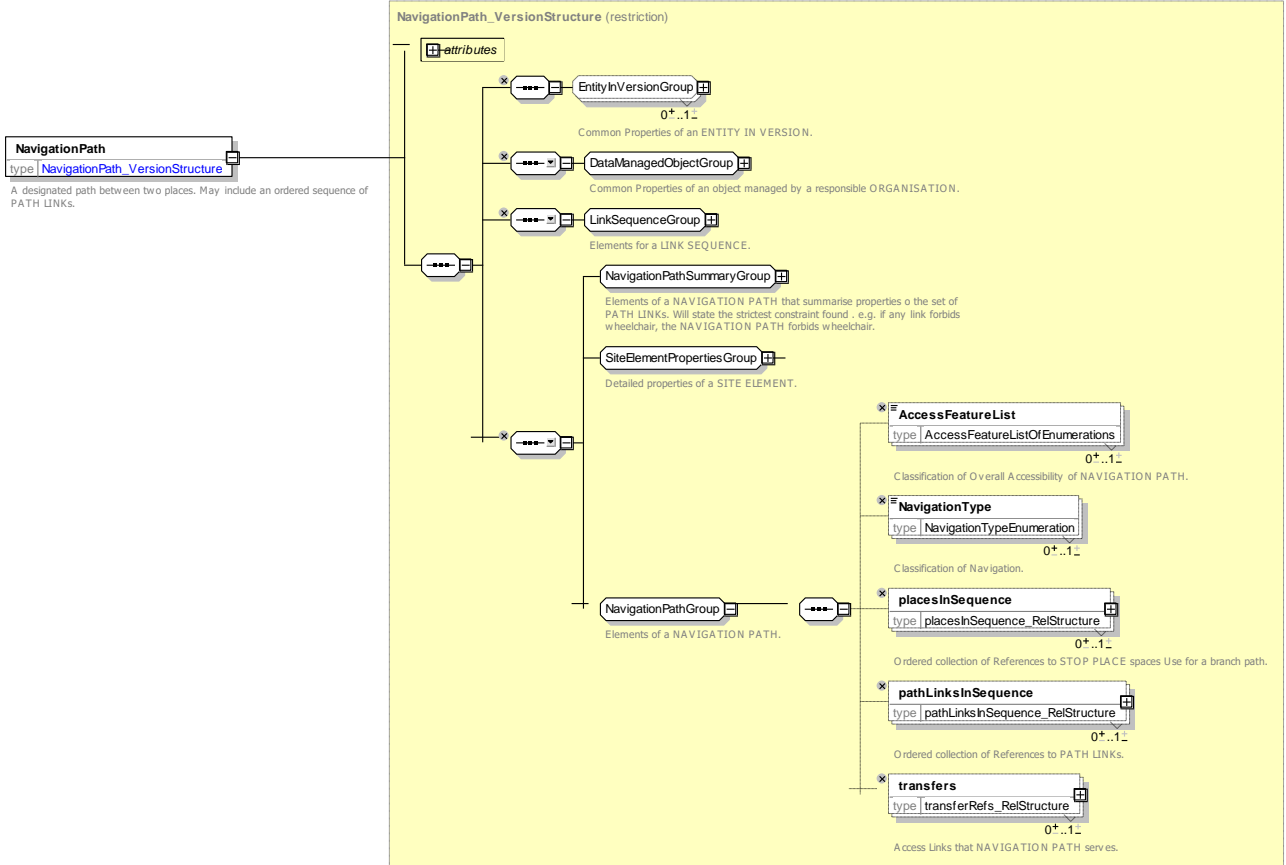 NavigationPath_VersionStructure (restriction)
attributes
EntityInVersionGroup
0..1
Common Properties of an ENTITY IN VERSION.
NavigationPath
type NavigationPath_VersionStructure
A designated path between two places. May include an ordered sequence of
PATH LINKs.
DataManagedObjectGroup
Common Properties of an object managed by a responsible ORGANISATION.
LinkSequenceGroup
Elements for a LINK SEQUENCE.
NavigationPathSummaryGroup
Elements of a NAVIGATION PATH that summarise properties o the set of
PATH LINKs. Will state the strictest constraint found . e.g. if any link forbids
wheelchair, the NAVIGATION PATH forbids wheelchair.
SiteElementPropertiesGroup
Detailed properties of a SITE ELEMENT.
AccessFeatureList
type AccessFeatureListOfEnumerations
0..1
Classification of Overall Accessibility of NAVIGATION PATH.
NavigationType
type NavigationTypeEnumeration
0..1
Classification of Navigation.
NavigationPathGroup
Elements of a NAVIGATION PATH.
placesInSequence
type placesInSequence_RelStructure
0..1
Ordered collection of References to STOP PLACE spaces Use for a branch path.
pathLinksInSequence
type pathLinksInSequence_RelStructure
0..1
Ordered collection of References to PATH LINKs.
transfers
type transferRefs_RelStructure
0..1
Access Links that NAVIGATION PATH serves.